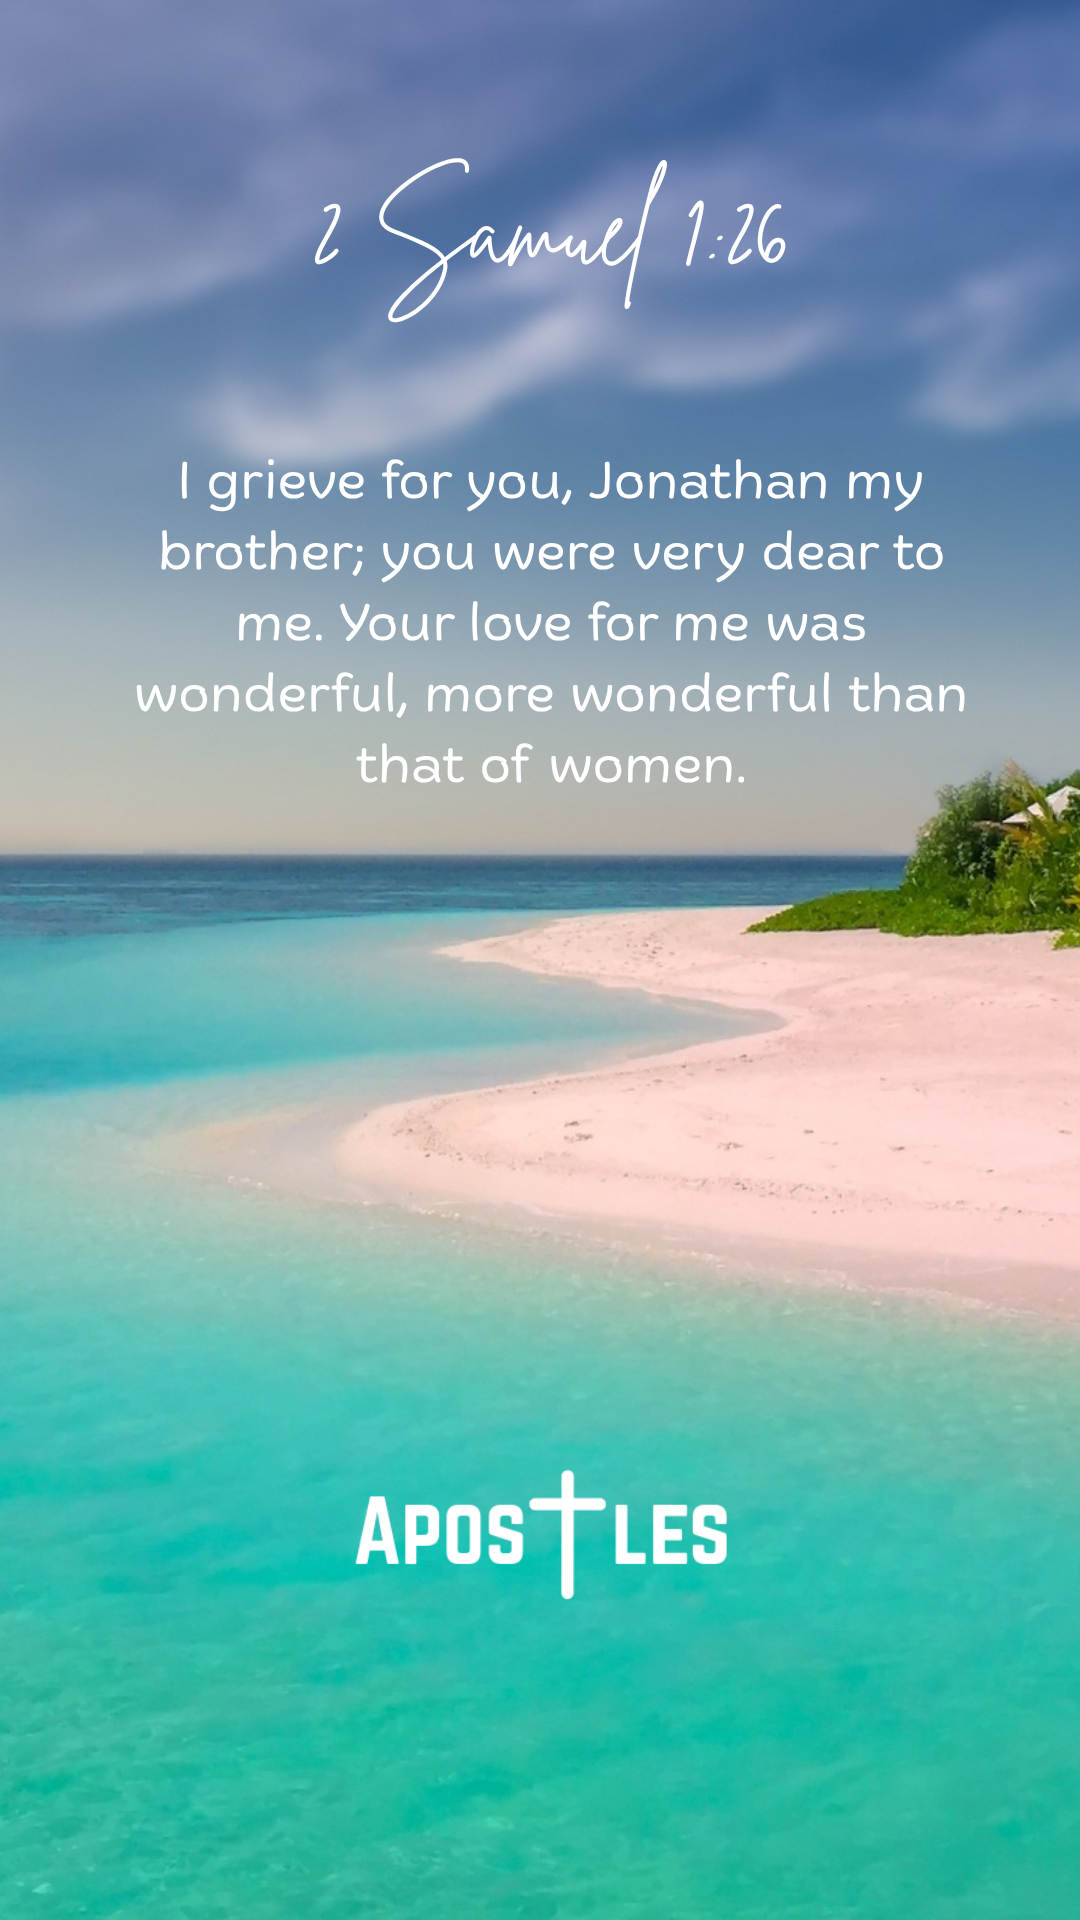 2 Samuel 1:26
I grieve for you, Jonathan my
brother; you were very dear to
me. Your love for me was
wonderful, more wonderful than
that of women.
APOSTLES